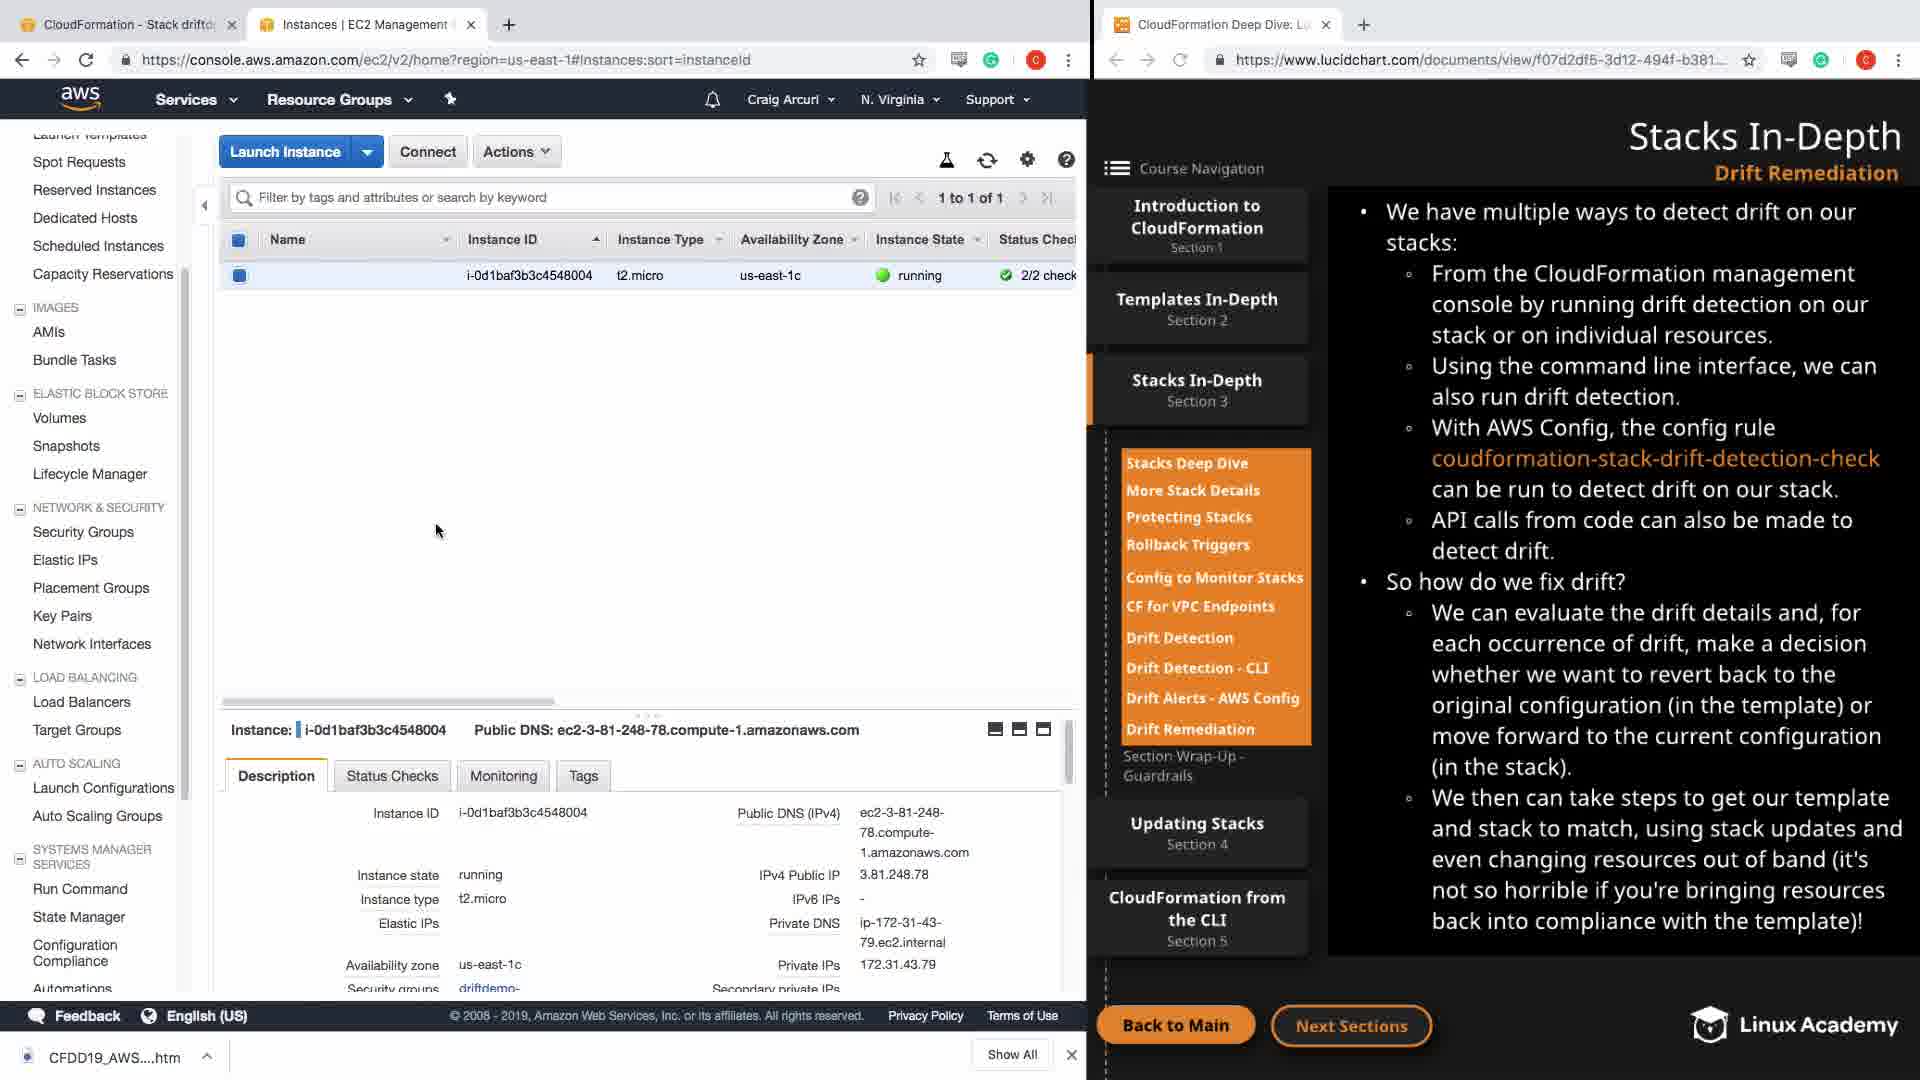 CloudFormation - Stack driftd
Instances | EC2 Management
CloudFormation Deep Dive: Lu
https://console.aws.amazon.com/ec2/v2/home?region=us-east-1#Instances:sort=instanceId
C
https://www.lucidchart.com/documents/view/f07d2df5-3d12-494f-b381...
C
aws
Services
Resource Groups
Craig Arcuri
N. Virginia
Support
Launch Templates
Spot Requests
Reserved Instances
Dedicated Hosts
Scheduled Instances
Capacity Reservations
IMAGES
AMIs
Bundle Tasks
ELASTIC BLOCK STORE
Volumes
Snapshots
Lifecycle Manager
NETWORK & SECURITY
Security Groups
Elastic IPs
Placement Groups
Key Pairs
Network Interfaces
LOAD BALANCING
Load Balancers
Target Groups
AUTO SCALING
Launch Configurations
Auto Scaling Groups
SYSTEMS MANAGER
SERVICES
Run Command
State Manager
Configuration
Compliance
Automations
Launch Instance
Connect
Actions
Filter by tags and attributes or search by keyword
1 to 1 of 1
Name
Instance ID
Instance Type
Availability Zone
Instance State
Status Chec
i-0d1baf3b3c4548004
t2.micro
us-east-1c
running
2/2 check
Instance: i-0d1baf3b3c4548004
Public DNS: ec2-3-81-248-78.compute-1.amazonaws.com
Description
Status Checks
Monitoring
Tags
Instance ID
i-0d1baf3b3c4548004
Public DNS (IPv4)
ec2-3-81-248-
78.compute-
1.amazonaws.com
Instance state
running
IPv4 Public IP
3.81.248.78
Instance type
t2.micro
IPv6 IPs
-
Elastic IPs
Private DNS
ip-172-31-43-
79.ec2.internal
Availability zone
us-east-1c
Private IPs
172.31.43.79
Security groups
driftdemo-
Secondary private IPs
Feedback
English (US)
© 2008 - 2019, Amazon Web Services, Inc. or its affiliates. All rights reserved.
Privacy Policy
Terms of Use
CFDD19_AWS....htm
Show All
Stacks In-Depth
Drift Remediation
Course Navigation
Introduction to
CloudFormation
Section 1
Templates In-Depth
Section 2
Stacks In-Depth
Section 3
Stacks Deep Dive
More Stack Details
Protecting Stacks
Rollback Triggers
Config to Monitor Stacks
CF for VPC Endpoints
Drift Detection
Drift Detection - CLI
Drift Alerts - AWS Config
Drift Remediation
Section Wrap-Up -
Guardrails
Updating Stacks
Section 4
CloudFormation from
the CLI
Section 5
• We have multiple ways to detect drift on our
stacks:
◦ From the CloudFormation management
console by running drift detection on our
stack or on individual resources.
◦ Using the command line interface, we can
also run drift detection.
◦ With AWS Config, the config rule
coudformation-stack-drift-detection-check
can be run to detect drift on our stack.
◦ API calls from code can also be made to
detect drift.
• So how do we fix drift?
◦ We can evaluate the drift details and, for
each occurrence of drift, make a decision
whether we want to revert back to the
original configuration (in the template) or
move forward to the current configuration
(in the stack).
◦ We then can take steps to get our template
and stack to match, using stack updates and
even changing resources out of band (it's
not so horrible if you're bringing resources
back into compliance with the template)!
Back to Main
Next Sections
Linux Academy